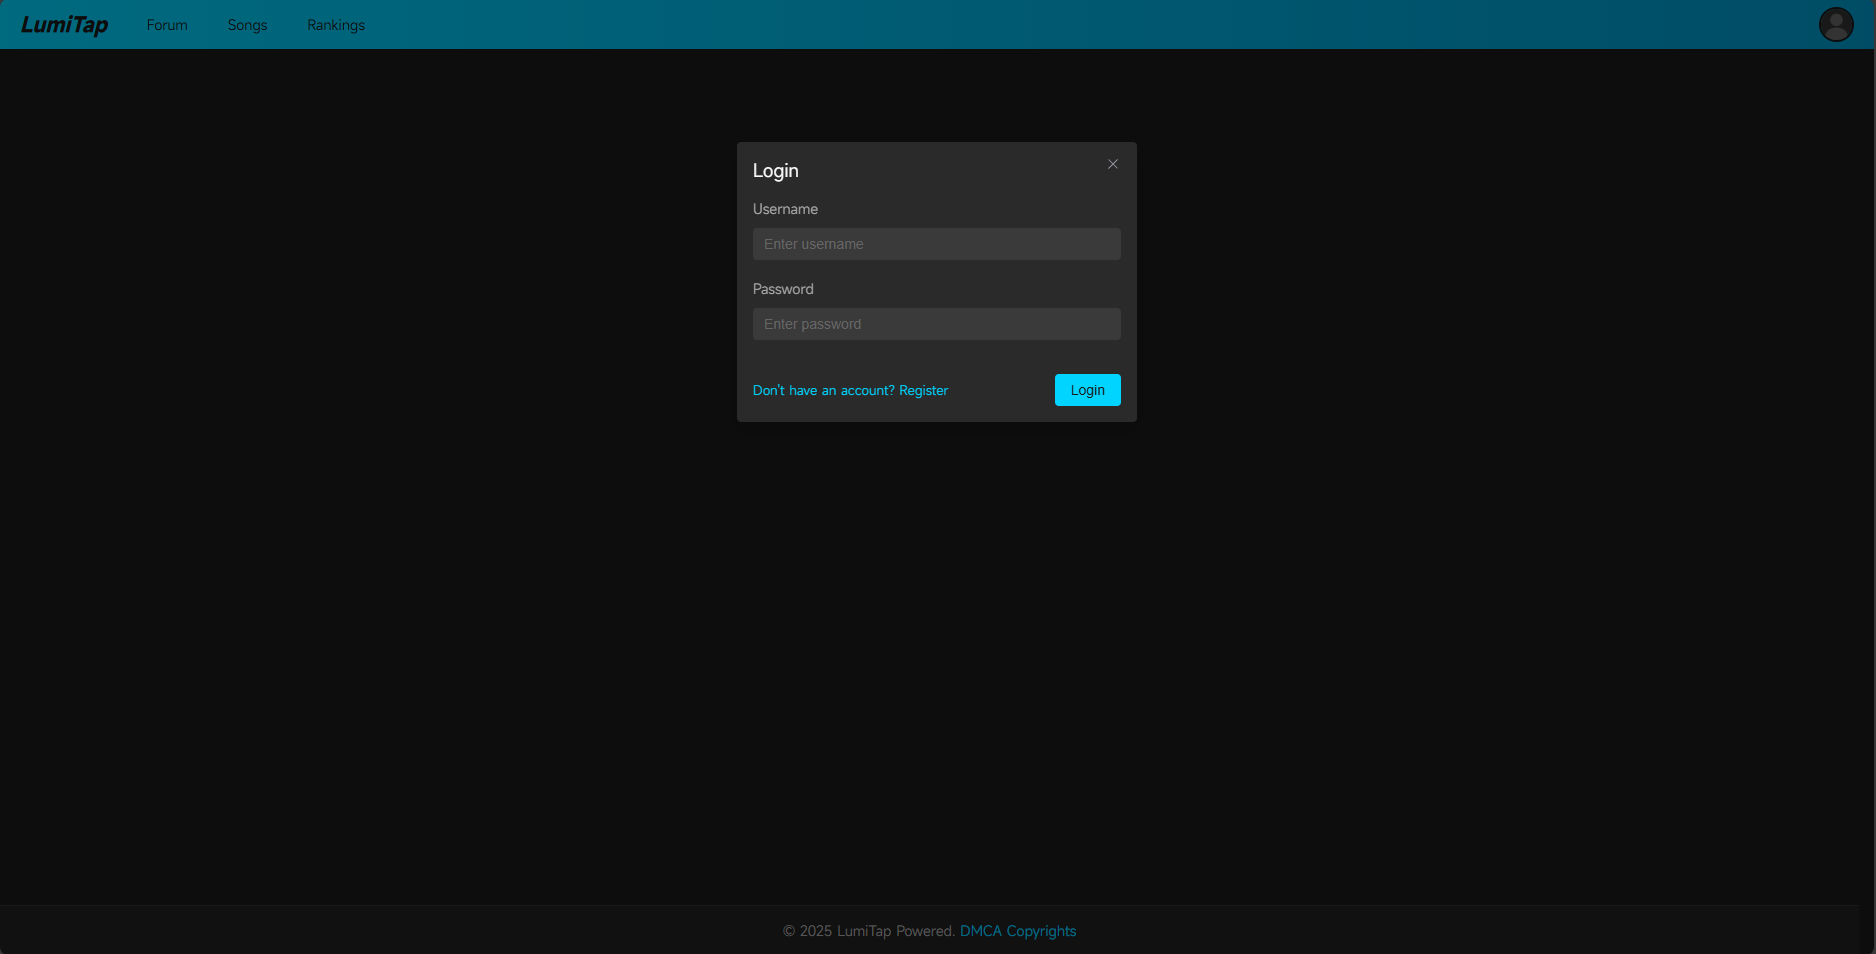 LumiTap Forum Songs Rankings
Login
Username
Enter username
Password
Enter password
Don't have an account? Register Login
© 2025 LumiTap Powered. DMCA Copyrights